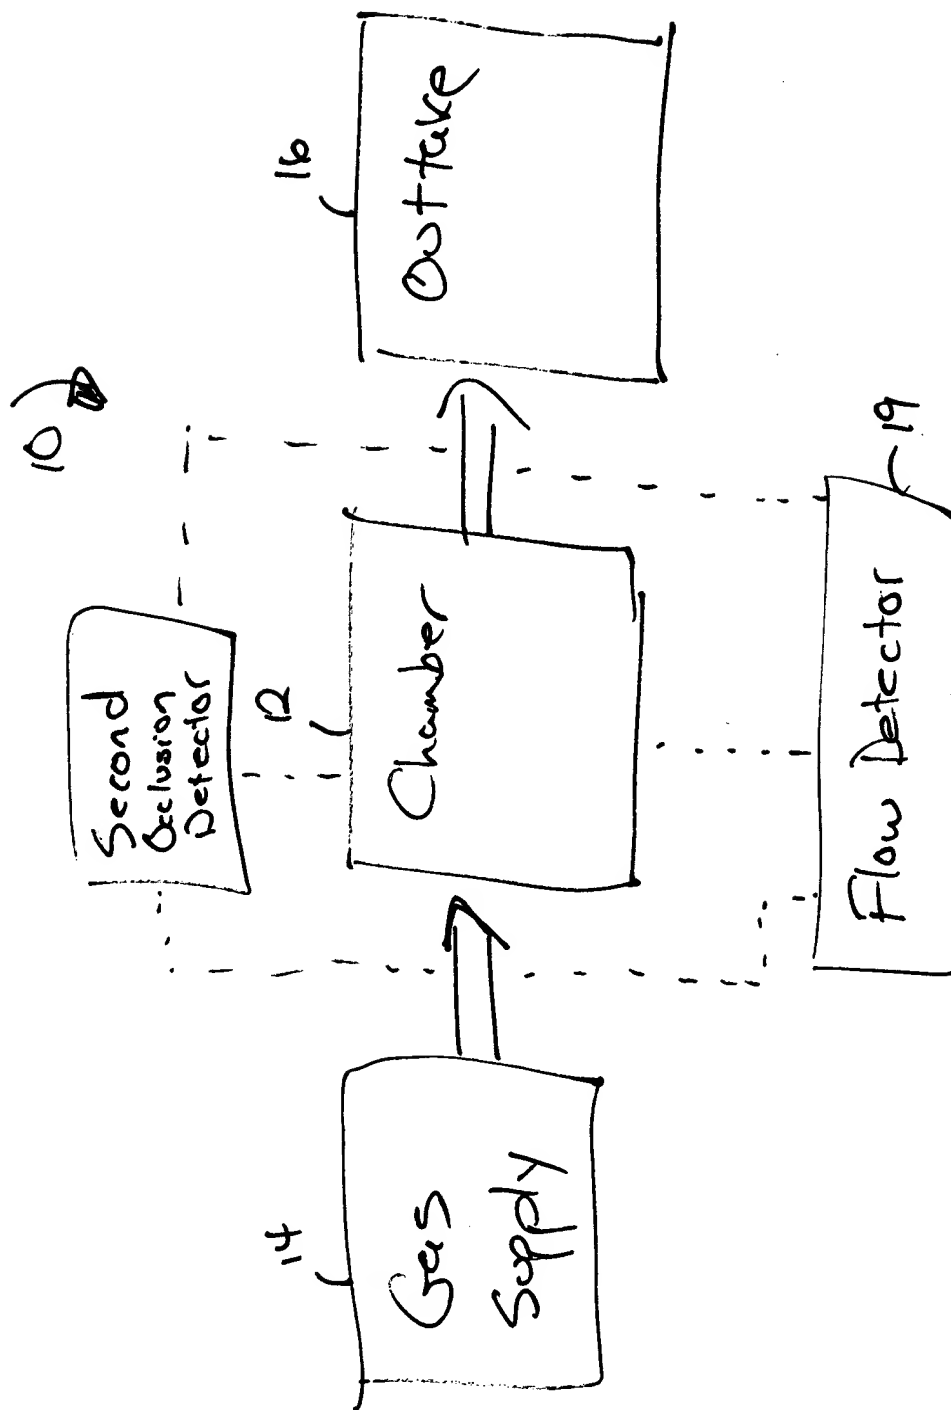 10
Second
Occlusion
Detector
14
Gas
Supply
12
Chamber
16
Outtake
Flow Detector
19